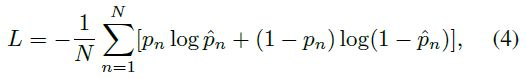 L = -\frac{1}{N} \sum_{n=1}^{N} [p_n \log \hat{p}_n + (1 - p_n) \log(1 - \hat{p}_n)], (4)